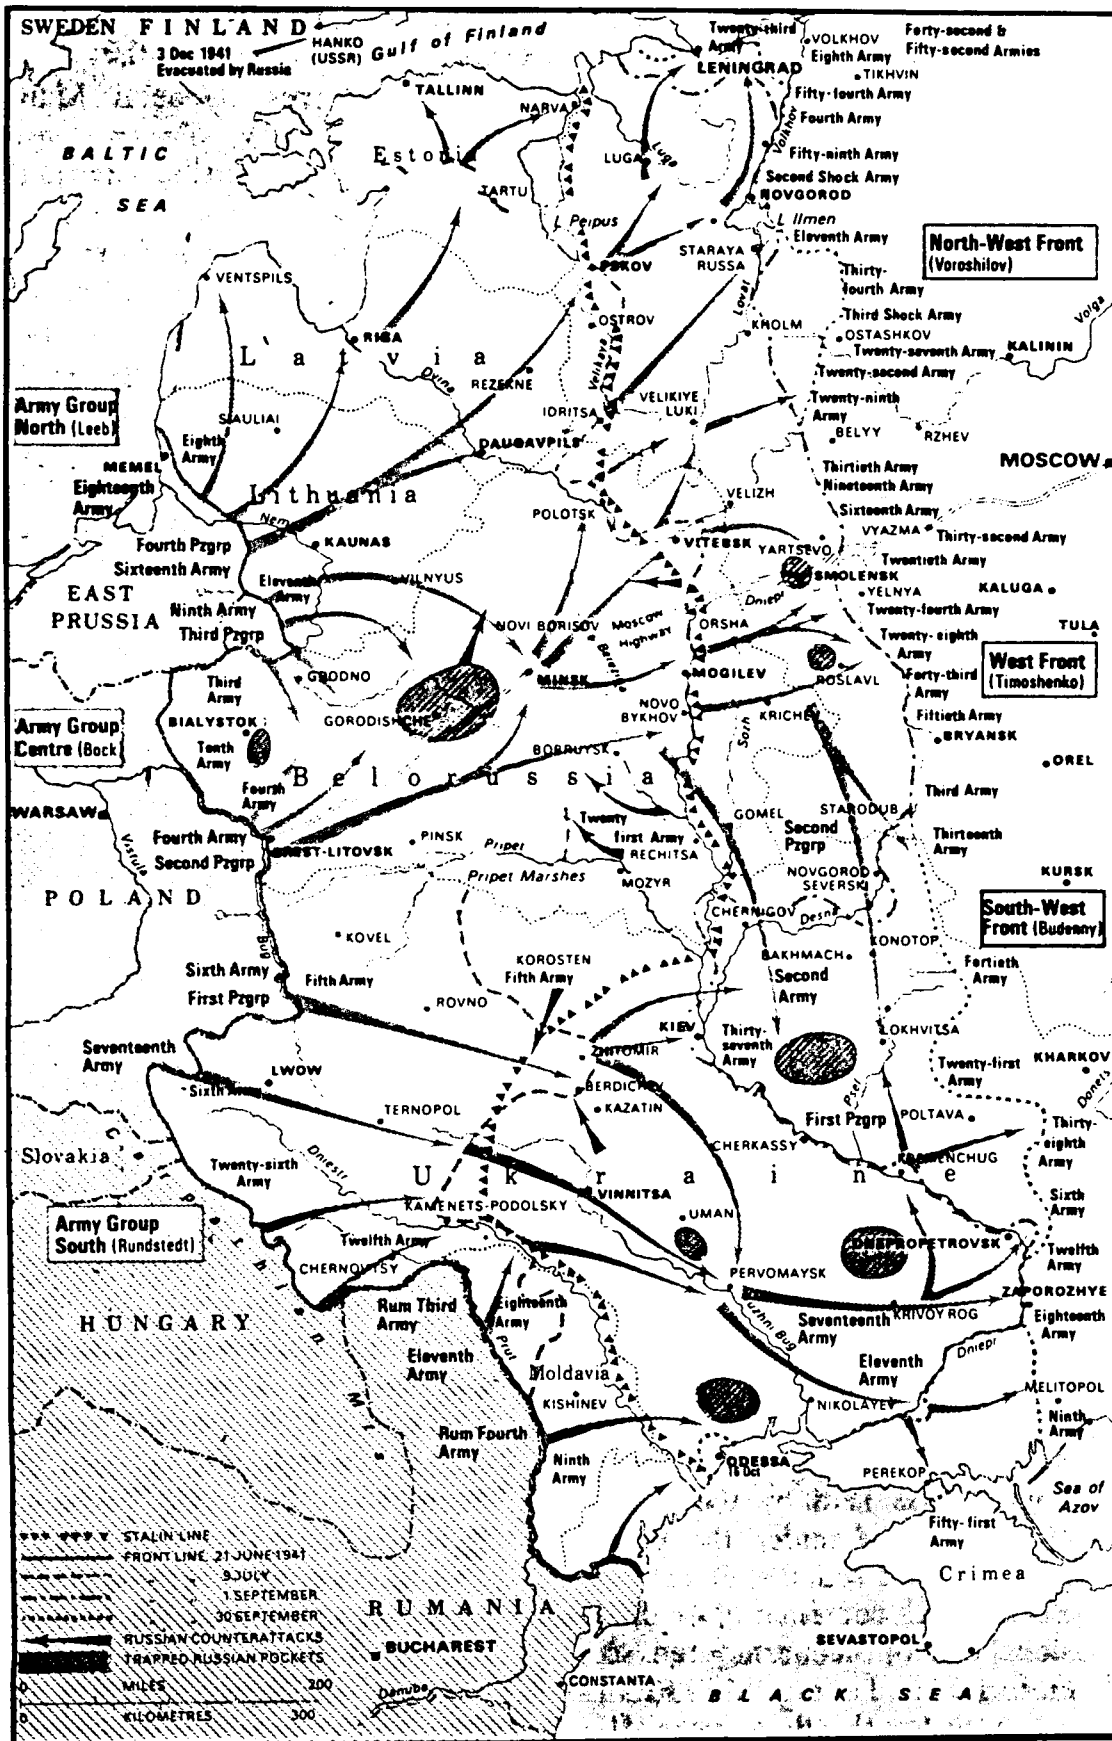 SWEDEN FINLAND
3 Dec 1941
Evacuated by Russia
HANKO
(USSR)
Gulf of Finland
Twenty-third
Army
LENINGRAD
VOLKHOV
Eighth Army
Forty-second &
Fifty-second Armies
TIKHVIN
Fifty-fourth Army
Volkhov
Fourth Army
Fifty-ninth Army
Second Shock Army
NOVGOROD
L Ilmen
Eleventh Army
TALLINN
NARVA
Estonia
TARTU
L Peipus
LUGA
Luga
BALTIC
SEA
North-West Front
(Voroshilov)
PSKOV
STARAYA
RUSSA
Lovat
Thirty-
fourth Army
Third Shock Army
OSTASHKOV
Volga
KALININ
Twenty-seventh Army
Twenty-second Army
VENTSPILS
RIGA
Latvia
OSTROV
KHOLM
Velikaya
Dvina
REZEKNE
IDRITSA
VELIKIYE
LUKI
Twenty-ninth
Army
BELYY
RZHEV
Army Group
North (Leeb)
SIAULIAI
Eighth
Army
MEMEL
Eighteenth
Army
DAUGAVPILS
MOSCOW
Thirtieth Army
Nineteenth Army
Sixteenth Army
Lithuania
VELIZH
POLOTSK
VYAZMA
Thirty-second Army
Fourth Pzgrp
Sixteenth Army
KAUNAS
VITEBSK
YARTSEVO
Twentieth Army
EAST
PRUSSIA
Eleventh
Army
VILNYUS
SMOLENSK
YELNYA
KALUGA
Ninth Army
Third Pzgrp
Dniepr
Twenty-fourth Army
NOVI BORISOV
Moscow
Highway
ORSHA
TULA
Twenty-eighth
Army
Third
Army
GRODNO
MINSK
MOGILEV
ROSLAVL
Forty-third
Army
West Front
(Timoshenko)
BIALYSTOK
GORODISHCHE
NOVO
BYKHOV
KRICHEV
Sozh
Fiftieth Army
BRYANSK
Army Group
Centre (Bock)
Tenth
Army
BOBRUYSK
OREL
Belorussia
Fourth
Army
WARSAW
Vistula
STARODUB
Third Army
GOMEL
Second
Pzgrp
Twenty
first Army
RECHITSA
Fourth Army
Second Pzgrp
BREST-LITOVSK
PINSK
Pripet
Thirteenth
Army
Pripet Marshes
MOZYR
NOVGOROD
SEVERSK
KURSK
POLAND
CHERNIGOV
Desna
South-West
Front (Budenny)
Bug
KOVEL
KONOTOP
BAKHMACH
Sixth Army
First Pzgrp
Fifth Army
KOROSTEN
Fifth Army
Second
Army
Fortieth
Army
ROVNO
KIEV
Thirty-
seventh
Army
LOKHVITSA
Seventeenth
Army
ZHITOMIR
Twenty-first
Army
KHARKOV
Donets
LWOW
Sixth Army
BERDICHEV
KAZATIN
Psel
TERNOPOL
First Pzgrp
POLTAVA
CHERKASSY
Thirty-
eighth
Army
Slovakia
Carpathian Mts
Dniestr
KREMENCHUG
Twenty-sixth
Army
Ukraine
VINNITSA
Sixth
Army
KAMENETS-PODOLSKY
UMAN
Army Group
South (Rundstedt)
Twelfth Army
DNEPROPETROVSK
Twelfth
Army
CHERNOVTSY
PERVOMAYSK
ZAPOROZHYE
HUNGARY
Rum Third
Army
Eighteenth
Army
Yuzhni Bug
Seventeenth
Army
KRIVOY ROG
Eighteenth
Army
Prut
Eleventh
Army
Dniepr
Moldavia
Eleventh
Army
MELITOPOL
KISHINEV
NIKOLAYEV
Rum Fourth
Army
Ninth
Army
Ninth
Army
ODESSA
16 Oct
PEREKOP
Sea of
Azov
Fifty-first
Army
STALIN LINE
FRONT LINE, 21 JUNE 1941
9 JULY
1 SEPTEMBER
30 SEPTEMBER
RUSSIAN COUNTERATTACKS
TRAPPED RUSSIAN POCKETS
0 MILES 200
0 KILOMETRES 300
Crimea
RUMANIA
BUCHAREST
SEVASTOPOL
Danube
CONSTANTA
BLACK SEA